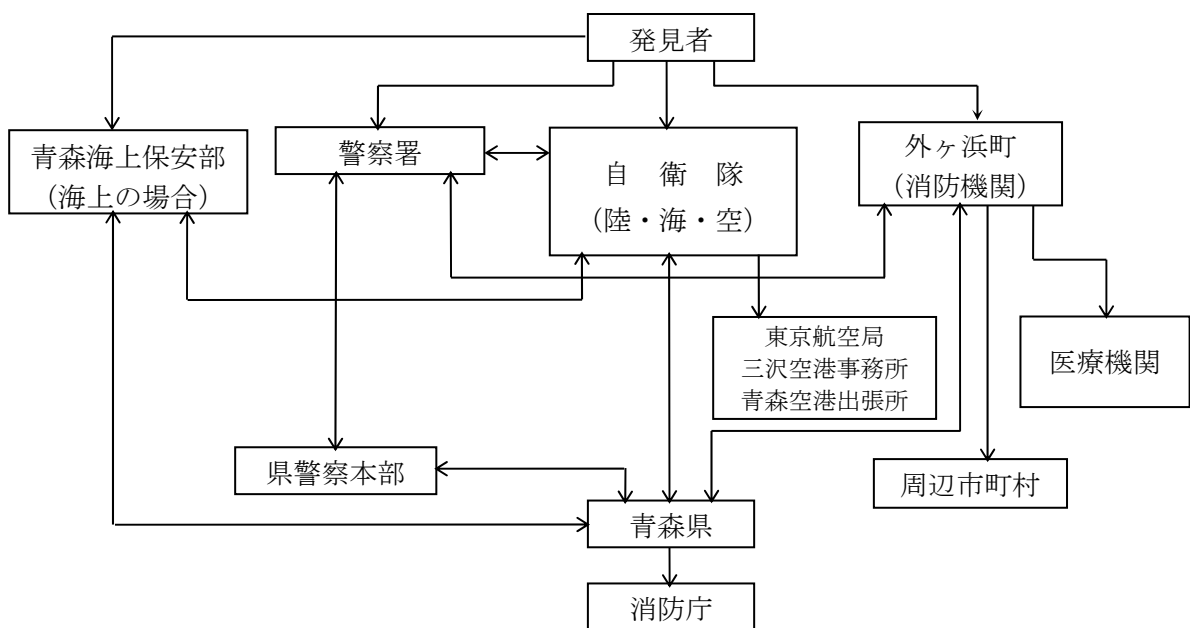 発見者
青森海上保安部
（海上の場合）
警察署
自 衛 隊
（陸・海・空）
外ヶ浜町
（消防機関）
東京航空局
三沢空港事務所
青森空港出張所
医療機関
県警察本部
周辺市町村
青森県
消防庁